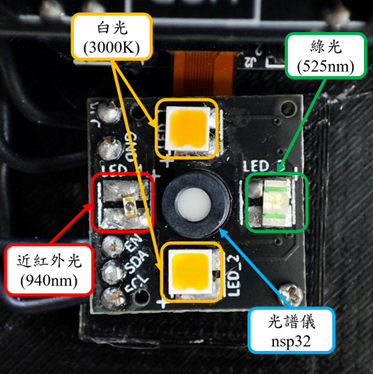 白光
(3000K)
綠光
(525nm)
J2
GND
LED
LED_
EN
SDA
SCL
LED_2
近紅外光
(940nm)
光譜儀
nsp32